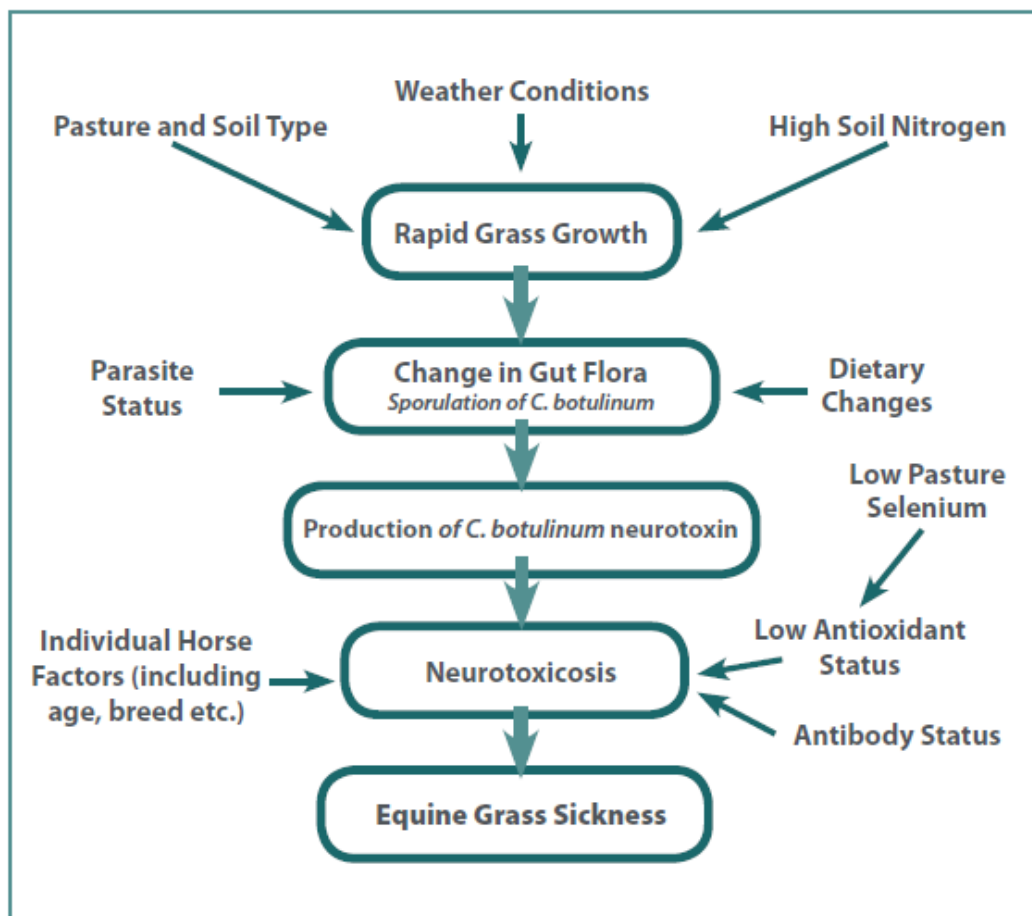 Weather Conditions
Pasture and Soil Type
High Soil Nitrogen
Rapid Grass Growth
Parasite
Status
Change in Gut Flora
Sporulation of C. botulinum
Dietary
Changes
Low Pasture
Selenium
Production of C. botulinum neurotoxin
Individual Horse
Factors (including
age, breed etc.)
Neurotoxicosis
Low Antioxidant
Status
Antibody Status
Equine Grass Sickness